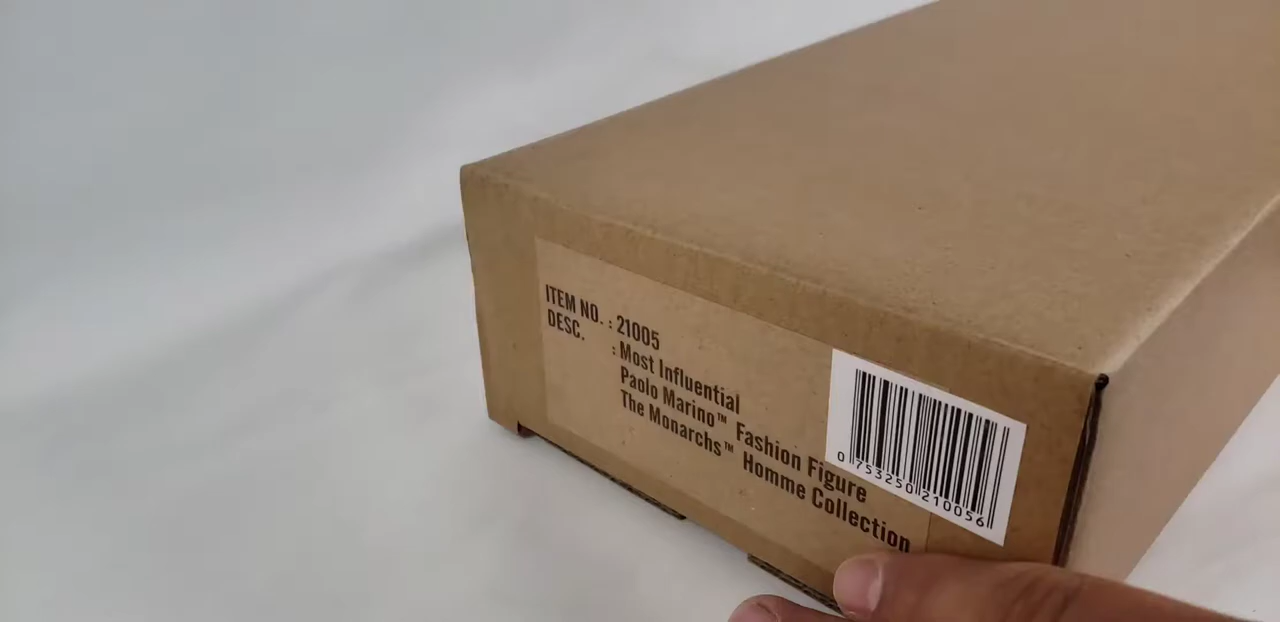 ITEM NO. : 21005
DESC. : Most Influential
Paolo Marino™ Fashion Figure
The Monarchs™ Homme Collection
0 753250 210056